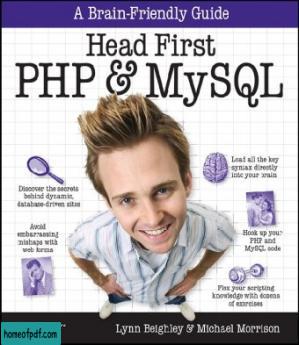 A Brain-Friendly Guide
Head First
PHP & MySQL
Load all the key
syntax directly
into your brain
Discover the secrets
behind dynamic,
database-driven sites
Avoid
embarrassing
mishaps with
web forms
Hook up your
PHP and
MySQL code
Flex your scripting
knowledge with dozens
of exercises
Lynn Beighley & Michael Morrison
homeofpdf.com